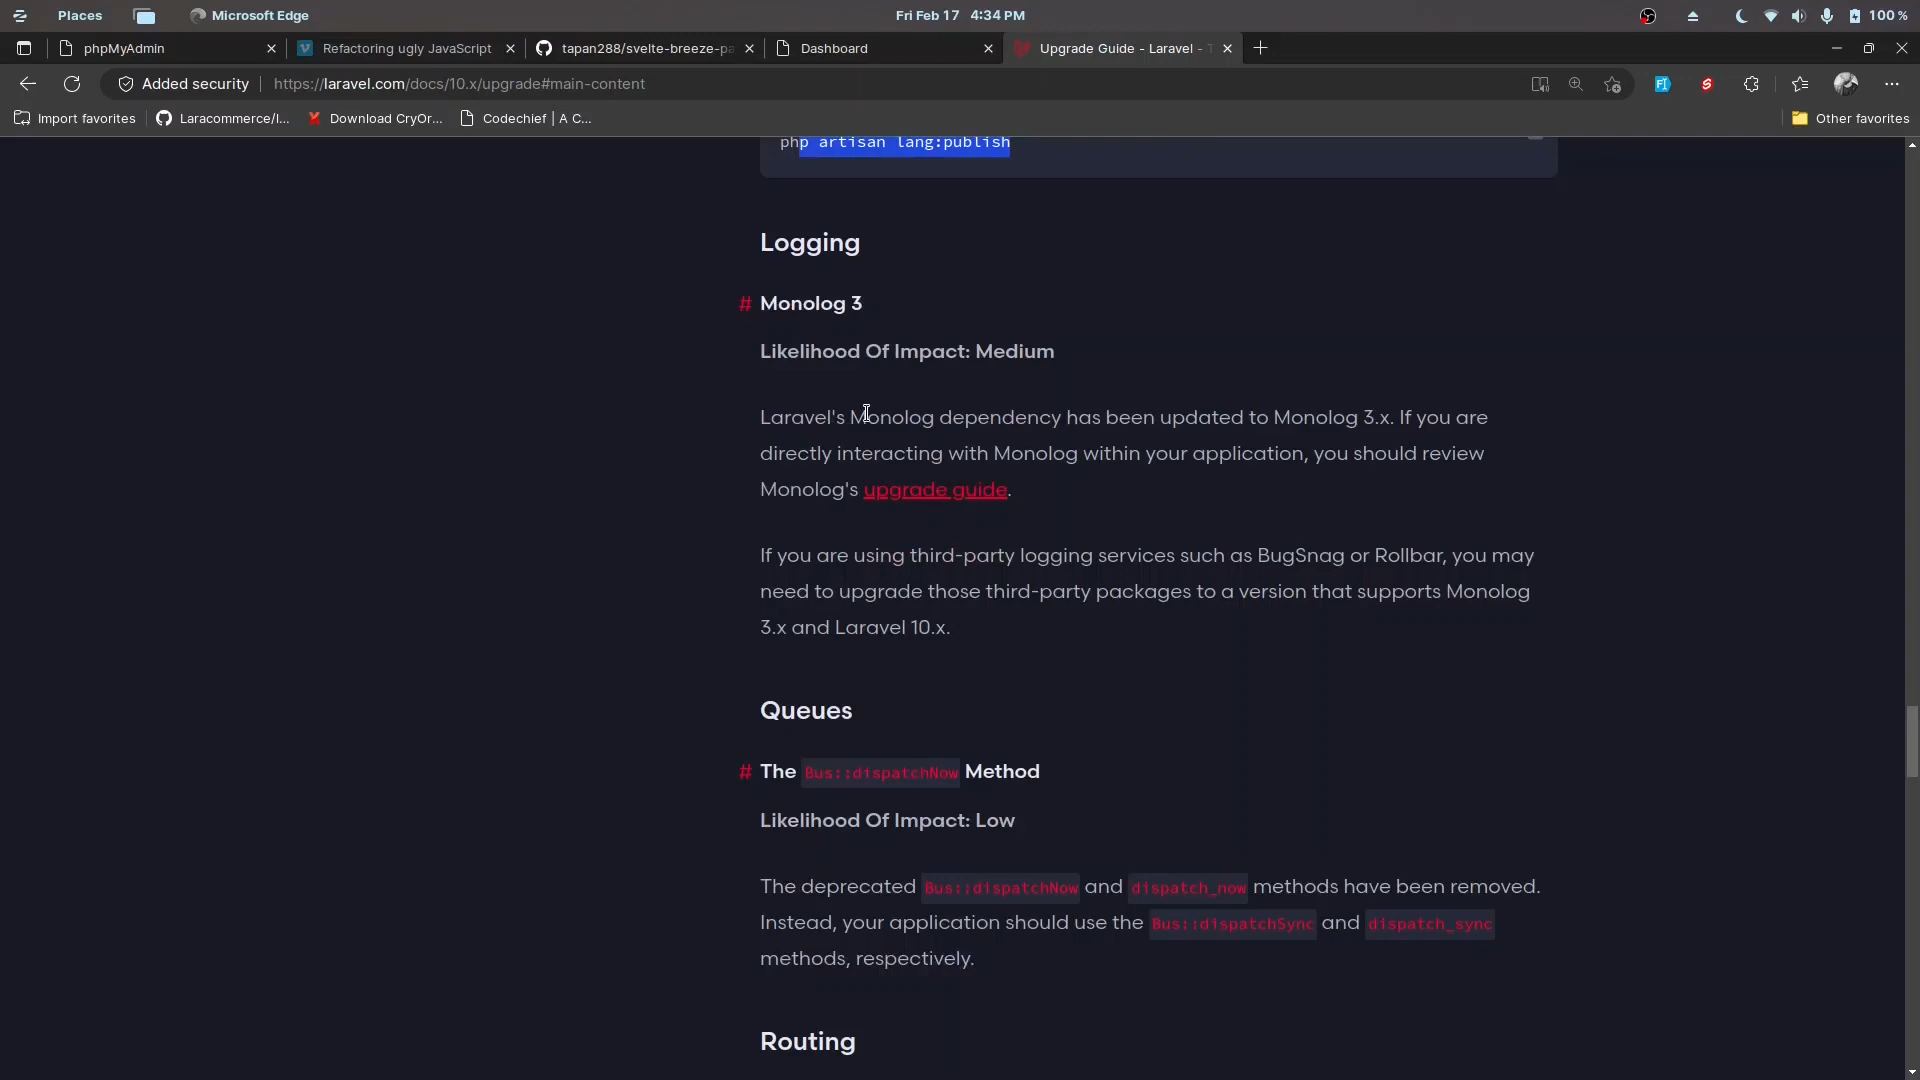 Places
Microsoft Edge
Fri Feb 17 4:34 PM
100 %
phpMyAdmin
Refactoring ugly JavaScript
tapan288/svelte-breeze-pa
Dashboard
Upgrade Guide - Laravel - T
Added security
https://laravel.com/docs/10.x/upgrade#main-content
Import favorites
Laracommerce/l...
Download CryOr...
Codechief | A C...
Other favorites
php artisan lang:publish
Logging
# Monolog 3
Likelihood Of Impact: Medium
Laravel's Monolog dependency has been updated to Monolog 3.x. If you are
directly interacting with Monolog within your application, you should review
Monolog's upgrade guide.
If you are using third-party logging services such as BugSnag or Rollbar, you may
need to upgrade those third-party packages to a version that supports Monolog
3.x and Laravel 10.x.
Queues
# The Bus::dispatchNow Method
Likelihood Of Impact: Low
The deprecated Bus::dispatchNow and dispatch_now methods have been removed.
Instead, your application should use the Bus::dispatchSync and dispatch_sync
methods, respectively.
Routing